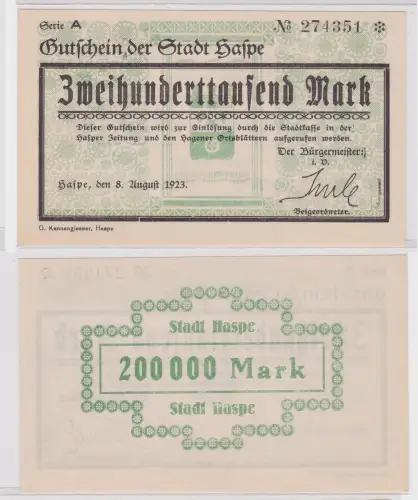 Serie A
№ 274351 ✻
Gutschein der Stadt Haspe
Zweihunderttausend Mark
Dieser Gutschein wird zur Einlösung durch die Stadtkasse in der
Hasper Zeitung und den Hagener Ortsblättern aufgerufen werden.
Der Bürgermeister:
i. V.
Haspe, den 8. August 1923.
Beigeordneter.
G. Kannengiesser, Haspe
Stadt Haspe
200000 Mark
Stadt Haspe